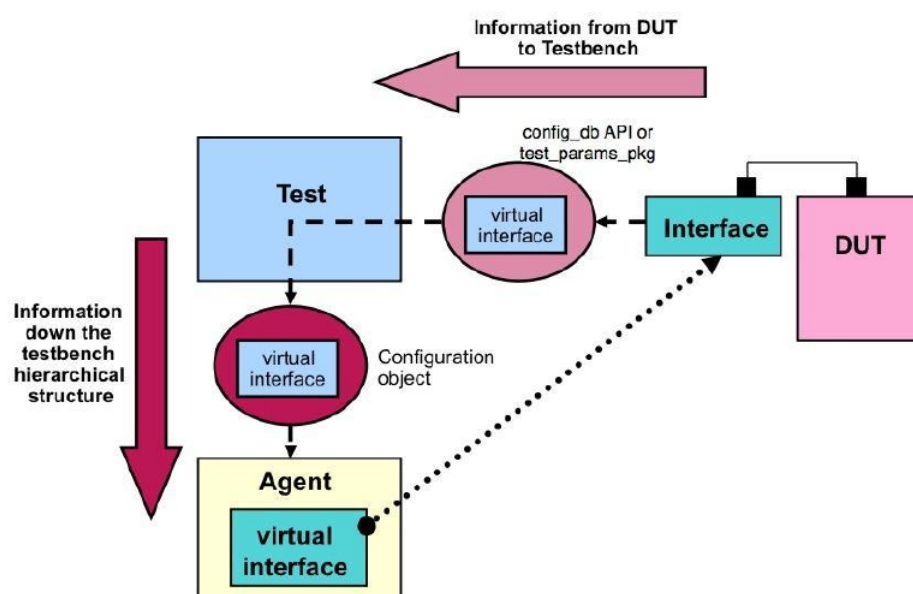 Information from DUT
to Testbench
config_db API or
test_params_pkg
Test
virtual
interface
Interface
DUT
Information
down the
testbench
hierarchical
structure
virtual
interface
Configuration
object
Agent
virtual
interface